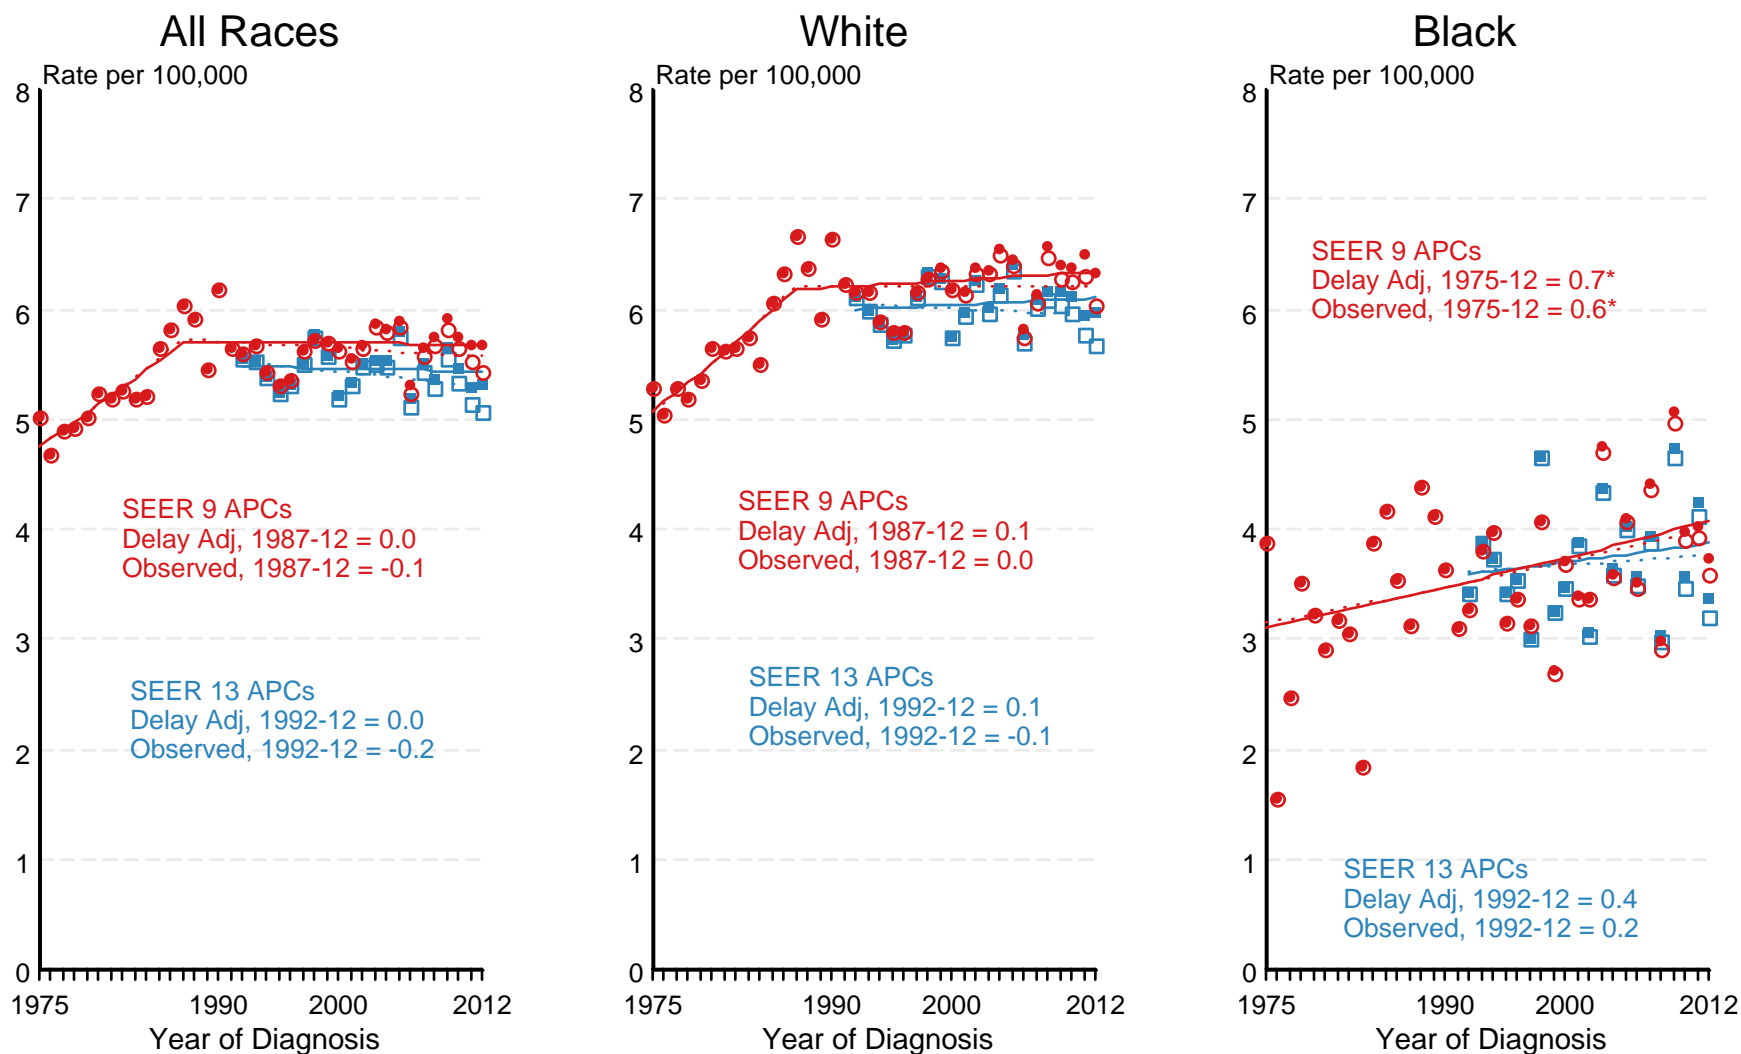 All Races
Rate per 100,000
8
7
6
5
4
3
2
1
0
SEER 9 APCs
Delay Adj, 1987-12 = 0.0
Observed, 1987-12 = -0.1
SEER 13 APCs
Delay Adj, 1992-12 = 0.0
Observed, 1992-12 = -0.2
1975 1990 2000 2012
Year of Diagnosis
White
Rate per 100,000
8
7
6
5
4
3
2
1
0
SEER 9 APCs
Delay Adj, 1987-12 = 0.1
Observed, 1987-12 = 0.0
SEER 13 APCs
Delay Adj, 1992-12 = 0.1
Observed, 1992-12 = -0.1
1975 1990 2000 2012
Year of Diagnosis
Black
Rate per 100,000
8
7
6
5
4
3
2
1
0
SEER 9 APCs
Delay Adj, 1975-12 = 0.7*
Observed, 1975-12 = 0.6*
SEER 13 APCs
Delay Adj, 1992-12 = 0.4
Observed, 1992-12 = 0.2
1975 1990 2000 2012
Year of Diagnosis